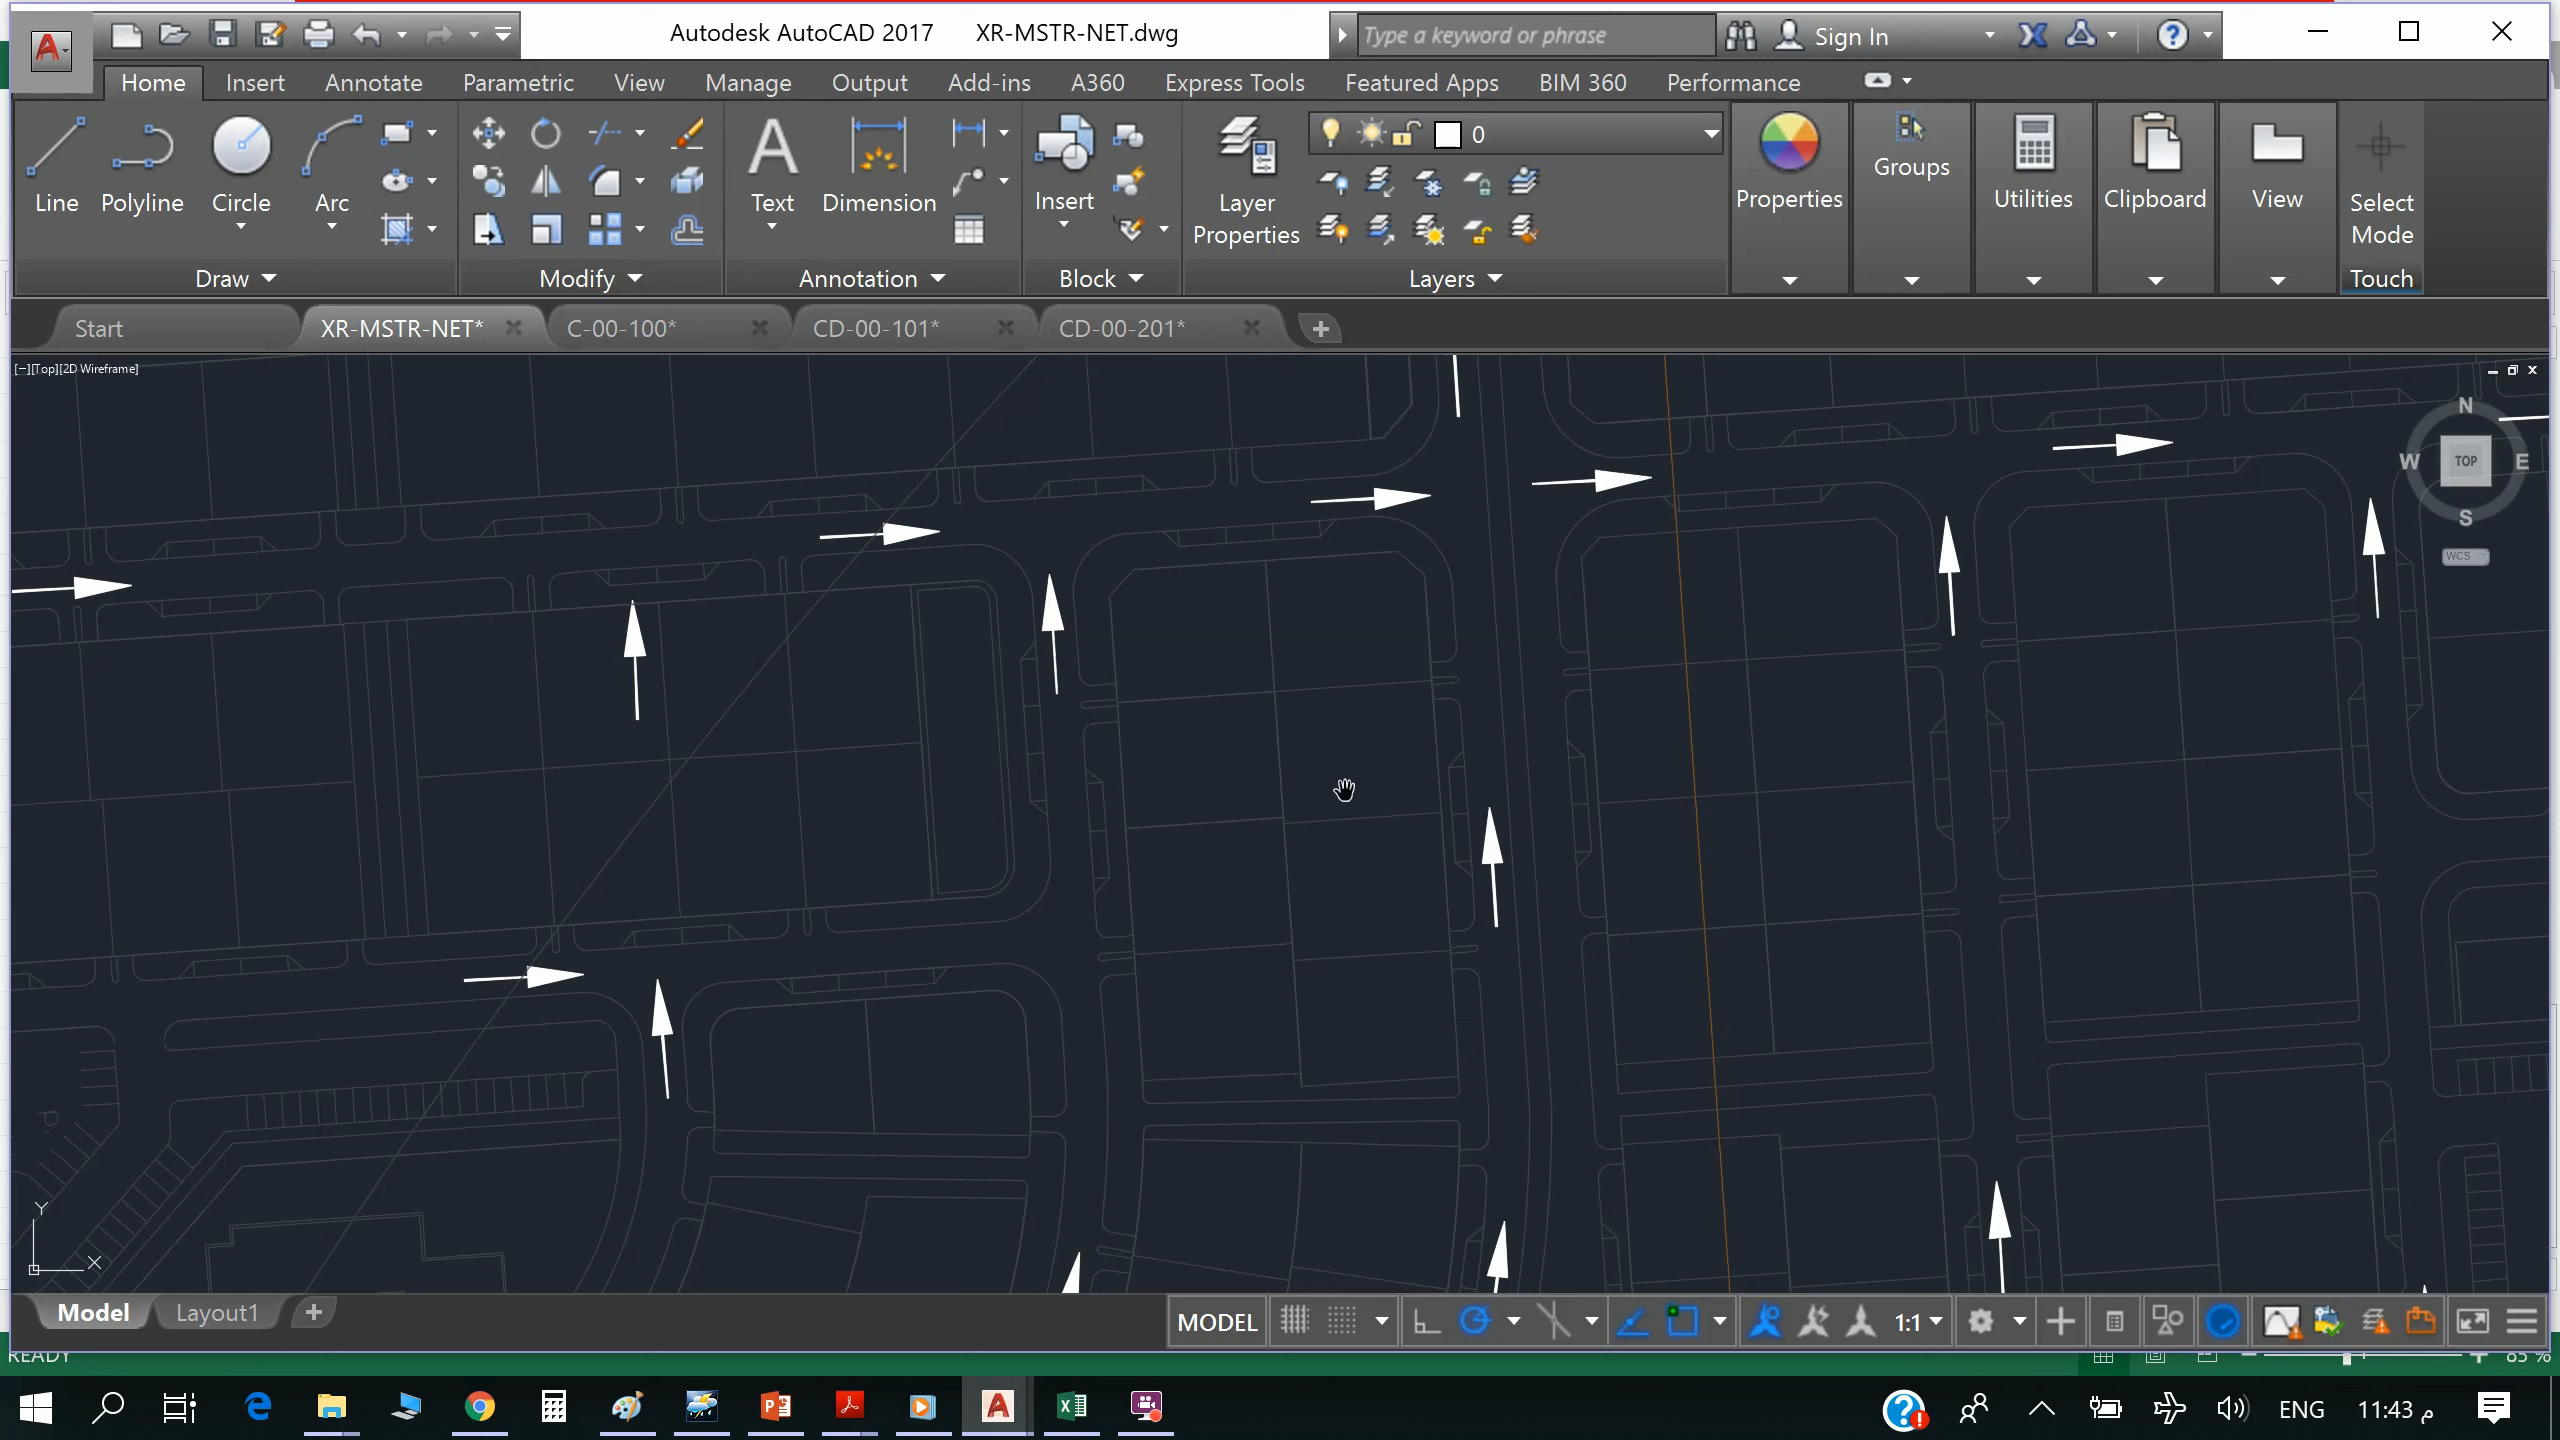 Autodesk AutoCAD 2017 XR-MSTR-NET.dwg
Type a keyword or phrase
Sign In
Home Insert Annotate Parametric View Manage Output Add-ins A360 Express Tools Featured Apps BIM 360 Performance
Line Polyline Circle Arc
Text Dimension
Insert
Layer Properties
0
Properties
Groups
Utilities
Clipboard
View
Select Mode
Draw Modify Annotation Block Layers Touch
Start XR-MSTR-NET* C-00-100* CD-00-101* CD-00-201*
[−][Top][2D Wireframe]
N
W TOP E
S
WCS
Y
X
Model Layout1
MODEL 1:1
READY 85 %
ENG 11:43 م